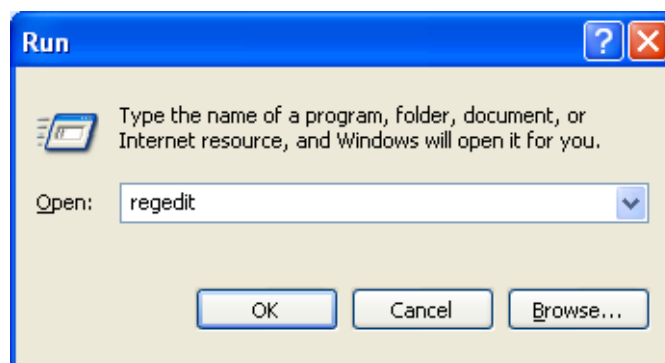 Run
Type the name of a program, folder, document, or
Internet resource, and Windows will open it for you.
Open: regedit
OK Cancel Browse...